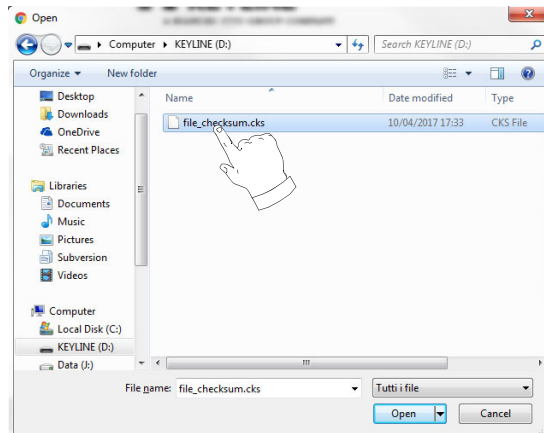 Open
Computer ▸ KEYLINE (D:)
Search KEYLINE (D:)
Organize
New folder
Desktop
Downloads
OneDrive
Recent Places
Libraries
Documents
Music
Pictures
Subversion
Videos
Computer
Local Disk (C:)
KEYLINE (D:)
Data (J:)
Name
Date modified
Type
file_checksum.cks
10/04/2017 17:33
CKS File
File name:
file_checksum.cks
Tutti i file
Open
Cancel